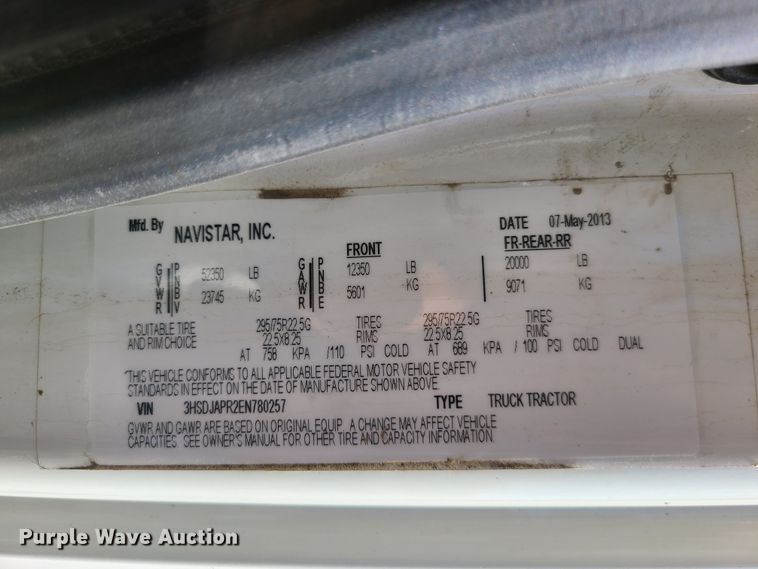 Mfd. By NAVISTAR, INC. DATE 07-May-2013
FRONT FR-REAR-RR
GVWR PNBV 52350 LB GAWR PNBE 12350 LB 20000 LB
23745 KG 5601 KG 9071 KG
A SUITABLE TIRE 295/75R22.5G TIRES 295/75R22.5G TIRES
AND RIM CHOICE 22.5x8.25 RIMS 22.5x8.25 RIMS
AT 758 KPA /110 PSI COLD AT 689 KPA / 100 PSI COLD DUAL
"THIS VEHICLE CONFORMS TO ALL APPLICABLE FEDERAL MOTOR VEHICLE SAFETY
STANDARDS IN EFFECT ON THE DATE OF MANUFACTURE SHOWN ABOVE.
VIN 3HSDJAPR2EN780257 TYPE TRUCK TRACTOR
GVWR AND GAWR ARE BASED ON ORIGINAL EQUIP. A CHANGE MAY AFFECT VEHICLE
CAPACITIES. SEE OWNER'S MANUAL FOR OTHER TIRE AND CAPACITY INFORMATION
Purple Wave Auction